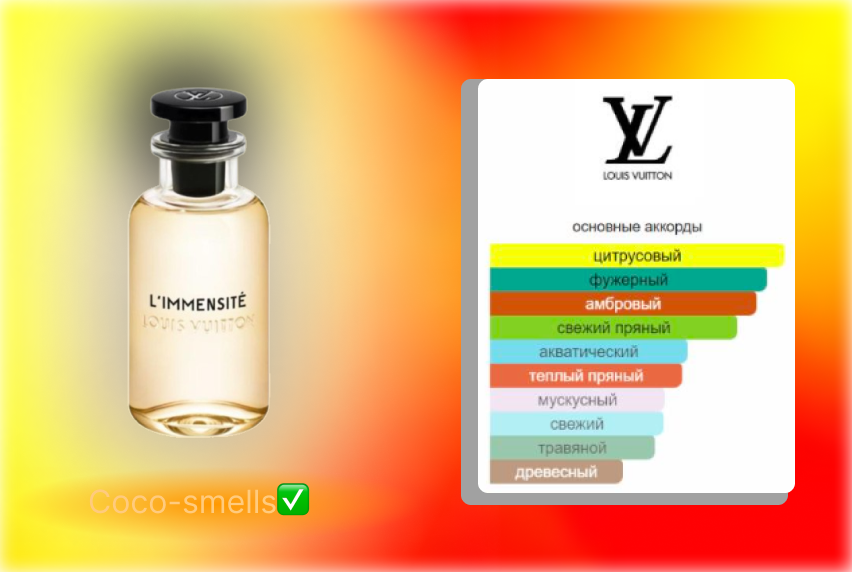 L'IMMENSITÉ
LOUIS VUITTON
Coco-smells✅
LV
LOUIS VUITTON
основные аккорды
цитрусовый
фужерный
амбровый
свежий пряный
акватический
теплый пряный
мускусный
свежий
травяной
древесный